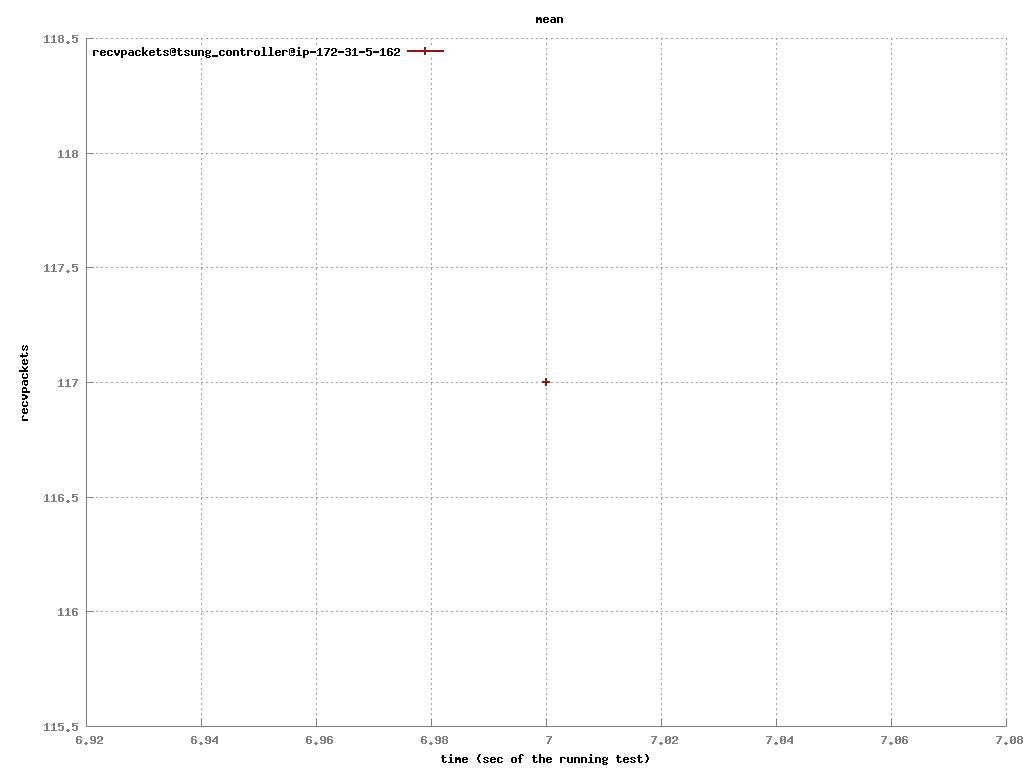 mean
118.5
recvpackets@tsung_controller@ip-172-31-5-162
118
117.5
117
116.5
116
115.5
recvpackets
6.92 6.94 6.96 6.98 7 7.02 7.04 7.06 7.08
time (sec of the running test)